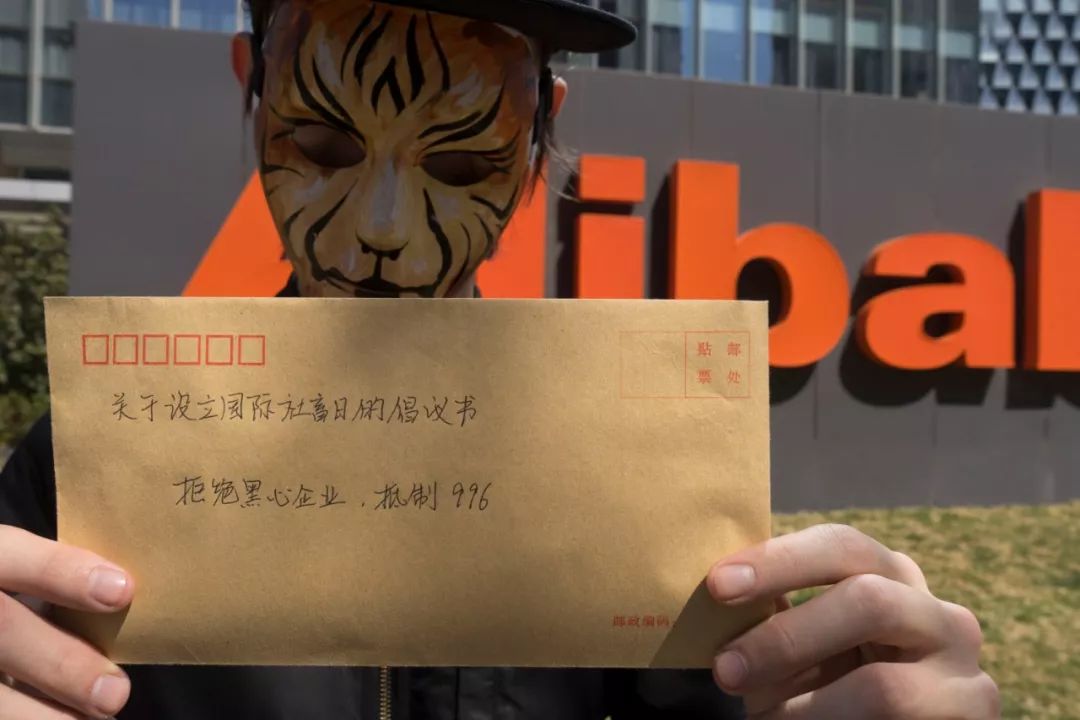 Alibab
贴 邮
票 处
关于设立国际社畜日的倡议书
拒绝黑心企业，抵制 996
邮政编码: